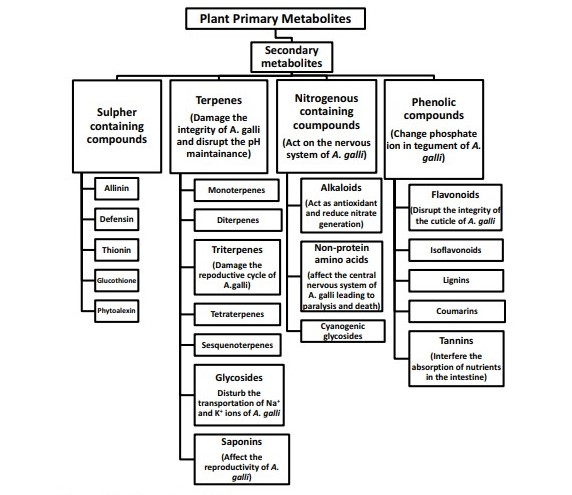 Plant Primary Metabolites
Secondary
metabolites
Sulpher
containing
compounds
Allinin
Defensin
Thionin
Glucothione
Phytoalexin
Terpenes
(Damage the
integrity of A. galli
and disrupt the pH
maintainance)
Monoterpenes
Diterpenes
Triterpenes
(Damage the
repoductive cycle of
A.galli)
Tetraterpenes
Sesquenoterpenes
Glycosides
Disturb the
transportation of Na⁺
and K⁺ ions of A. galli
Saponins
(Affect the
reproductivity of A.
galli)
Nitrogenous
containing
coumpounds
(Act on the nervous
system of A. galli)
Alkaloids
(Act as antioxidant
and reduce nitrate
generation)
Non-protein
amino acids
(affect the central
nervous system of
A. galli leading to
paralysis and death)
Cyanogenic
glycosides
Phenolic
compounds
(Change phosphate
ion in tegument of A.
galli)
Flavonoids
(Disrupt the integrity of
the cuticle of A. galli
Isoflavonoids
Lignins
Coumarins
Tannins
(Interfere the
absorption of nutrients
in the intestine)